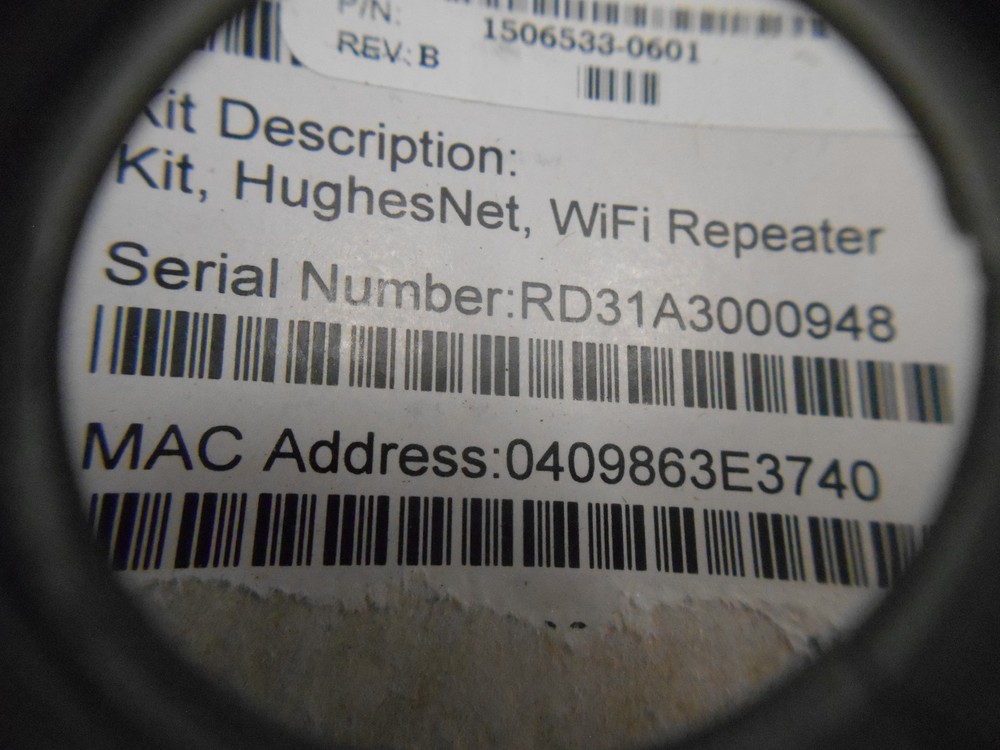 P/N:
1506533-0601
REV: B
Kit Description:
Kit, HughesNet, WiFi Repeater
Serial Number:RD31A3000948
MAC Address:0409863E3740